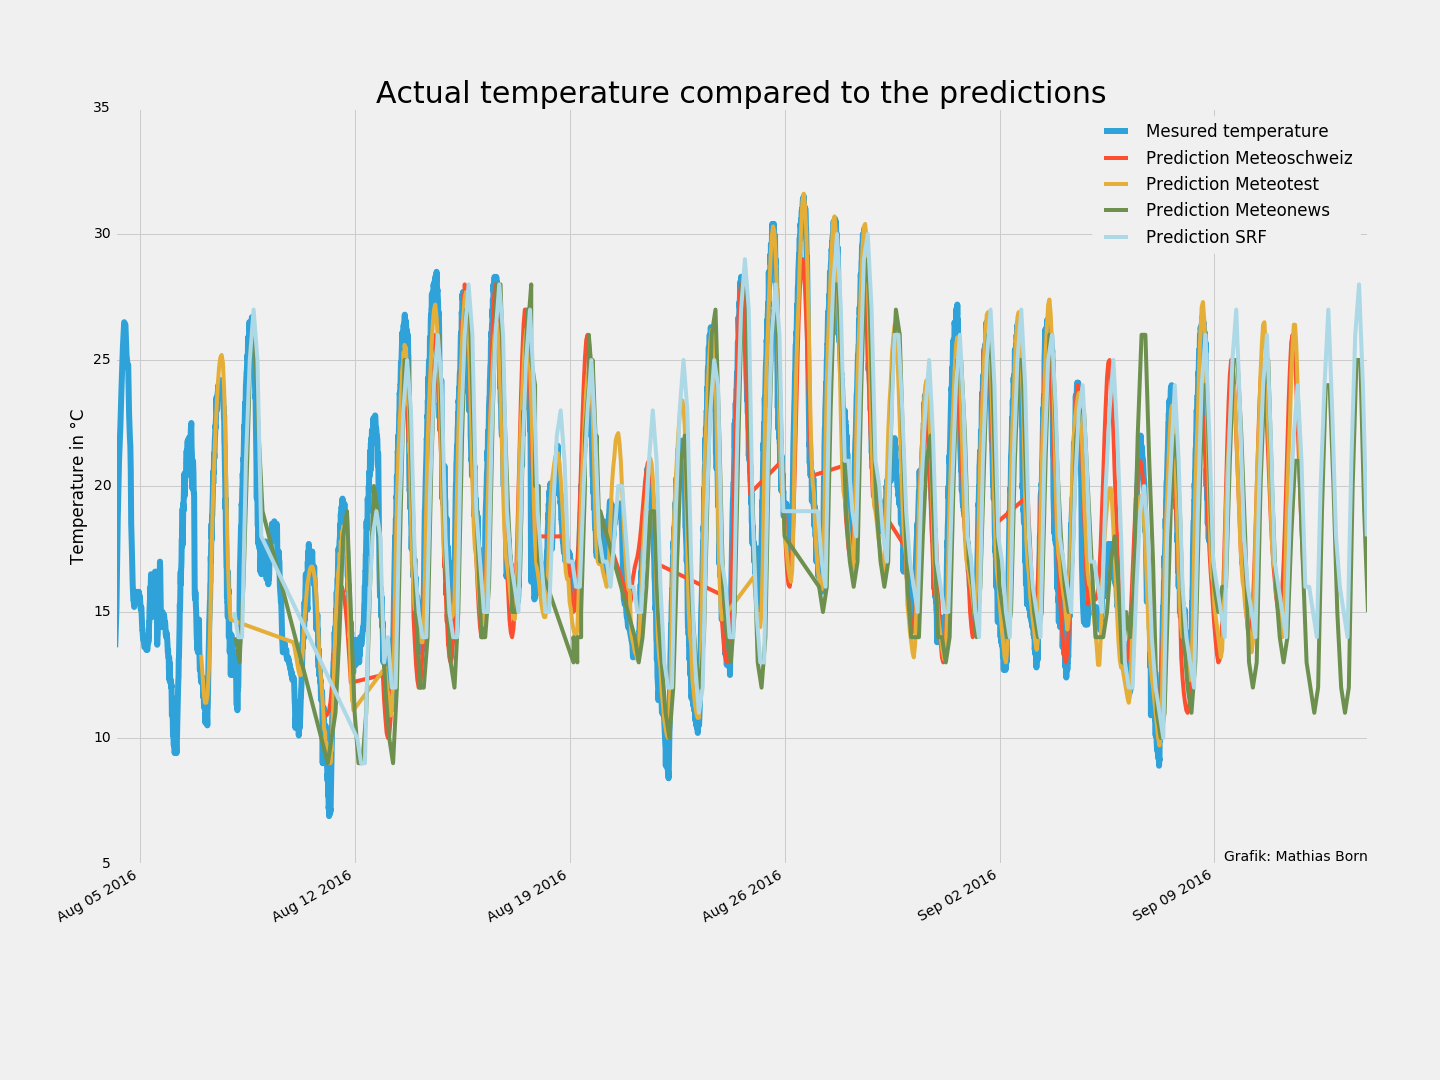 Actual temperature compared to the predictions
35
30
25
20
15
10
5
Temperature in °C
Mesured temperature
Prediction Meteoschweiz
Prediction Meteotest
Prediction Meteonews
Prediction SRF
Grafik: Mathias Born
Aug 05 2016
Aug 12 2016
Aug 19 2016
Aug 26 2016
Sep 02 2016
Sep 09 2016